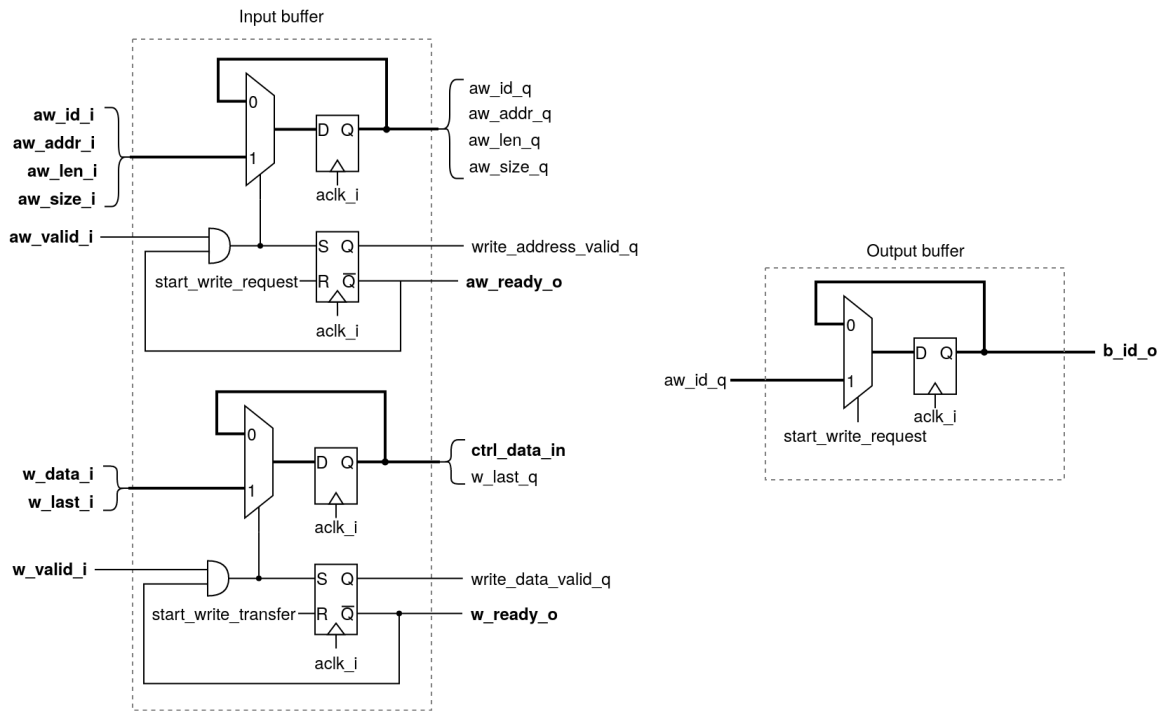 Input buffer
0
aw_id_i
aw_addr_i
aw_len_i
aw_size_i
1
D Q
aclk_i
aw_id_q
aw_addr_q
aw_len_q
aw_size_q
aw_valid_i
S Q
write_address_valid_q
start_write_request
R Q̅
aw_ready_o
aclk_i
0
w_data_i
w_last_i
1
D Q
aclk_i
ctrl_data_in
w_last_q
w_valid_i
S Q
write_data_valid_q
start_write_transfer
R Q̅
w_ready_o
aclk_i
Output buffer
0
aw_id_q
1
D Q
aclk_i
start_write_request
b_id_o